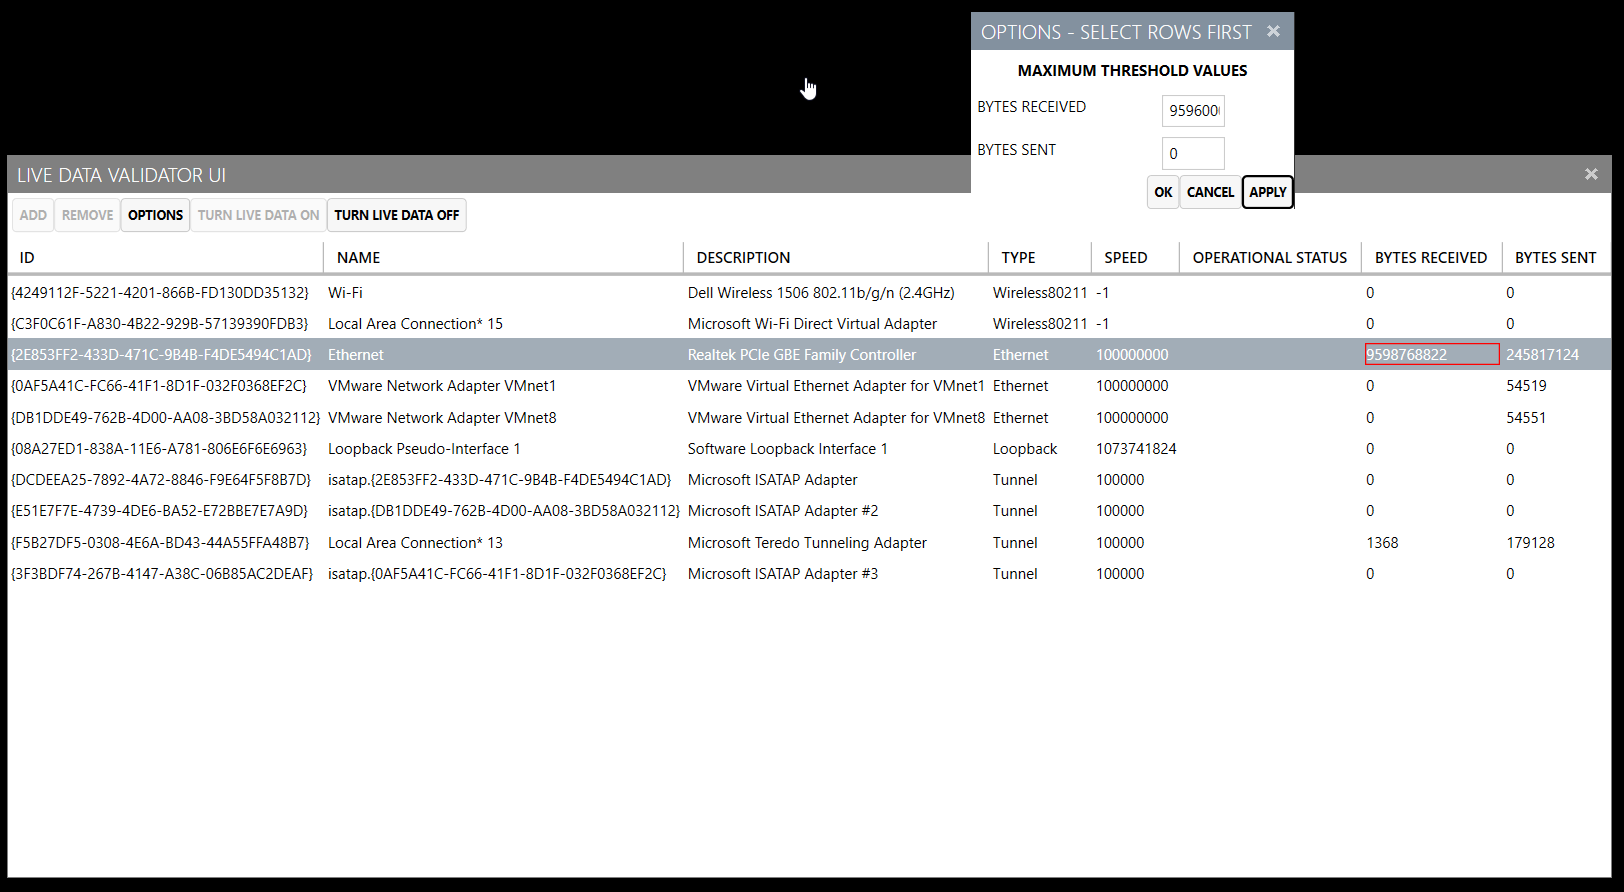 OPTIONS - SELECT ROWS FIRST
MAXIMUM THRESHOLD VALUES
BYTES RECEIVED
BYTES SENT 0
OK CANCEL APPLY
LIVE DATA VALIDATOR UI
ADD REMOVE OPTIONS TURN LIVE DATA ON TURN LIVE DATA OFF
ID NAME DESCRIPTION TYPE SPEED OPERATIONAL STATUS BYTES RECEIVED BYTES SENT
{4249112F-5221-4201-866B-FD130DD35132} Wi-Fi Dell Wireless 1506 802.11b/g/n (2.4GHz) Wireless80211 -1 0 0
{C3F0C61F-A830-4B22-929B-57139390FDB3} Local Area Connection* 15 Microsoft Wi-Fi Direct Virtual Adapter Wireless80211 -1 0 0
{2E853FF2-433D-471C-9B4B-F4DE5494C1AD} Ethernet Realtek PCIe GBE Family Controller Ethernet 100000000 9598768822 245817124
{0AF5A41C-FC66-41F1-8D1F-032F0368EF2C} VMware Network Adapter VMnet1 VMware Virtual Ethernet Adapter for VMnet1 Ethernet 100000000 0 54519
{DB1DDE49-762B-4D00-AA08-3BD58A032112} VMware Network Adapter VMnet8 VMware Virtual Ethernet Adapter for VMnet8 Ethernet 100000000 0 54551
{08A27ED1-838A-11E6-A781-806E6F6E6963} Loopback Pseudo-Interface 1 Software Loopback Interface 1 Loopback 1073741824 0 0
{DCDEEA25-7892-4A72-8846-F9E64F5F8B7D} isatap.{2E853FF2-433D-471C-9B4B-F4DE5494C1AD} Microsoft ISATAP Adapter Tunnel 100000 0 0
{E51E7F7E-4739-4DE6-BA52-E72BBE7E7A9D} isatap.{DB1DDE49-762B-4D00-AA08-3BD58A032112} Microsoft ISATAP Adapter #2 Tunnel 100000 0 0
{F5B27DF5-0308-4E6A-BD43-44A55FFA48B7} Local Area Connection* 13 Microsoft Teredo Tunneling Adapter Tunnel 100000 1368 179128
{3F3BDF74-267B-4147-A38C-06B85AC2DEAF} isatap.{0AF5A41C-FC66-41F1-8D1F-032F0368EF2C} Microsoft ISATAP Adapter #3 Tunnel 100000 0 0